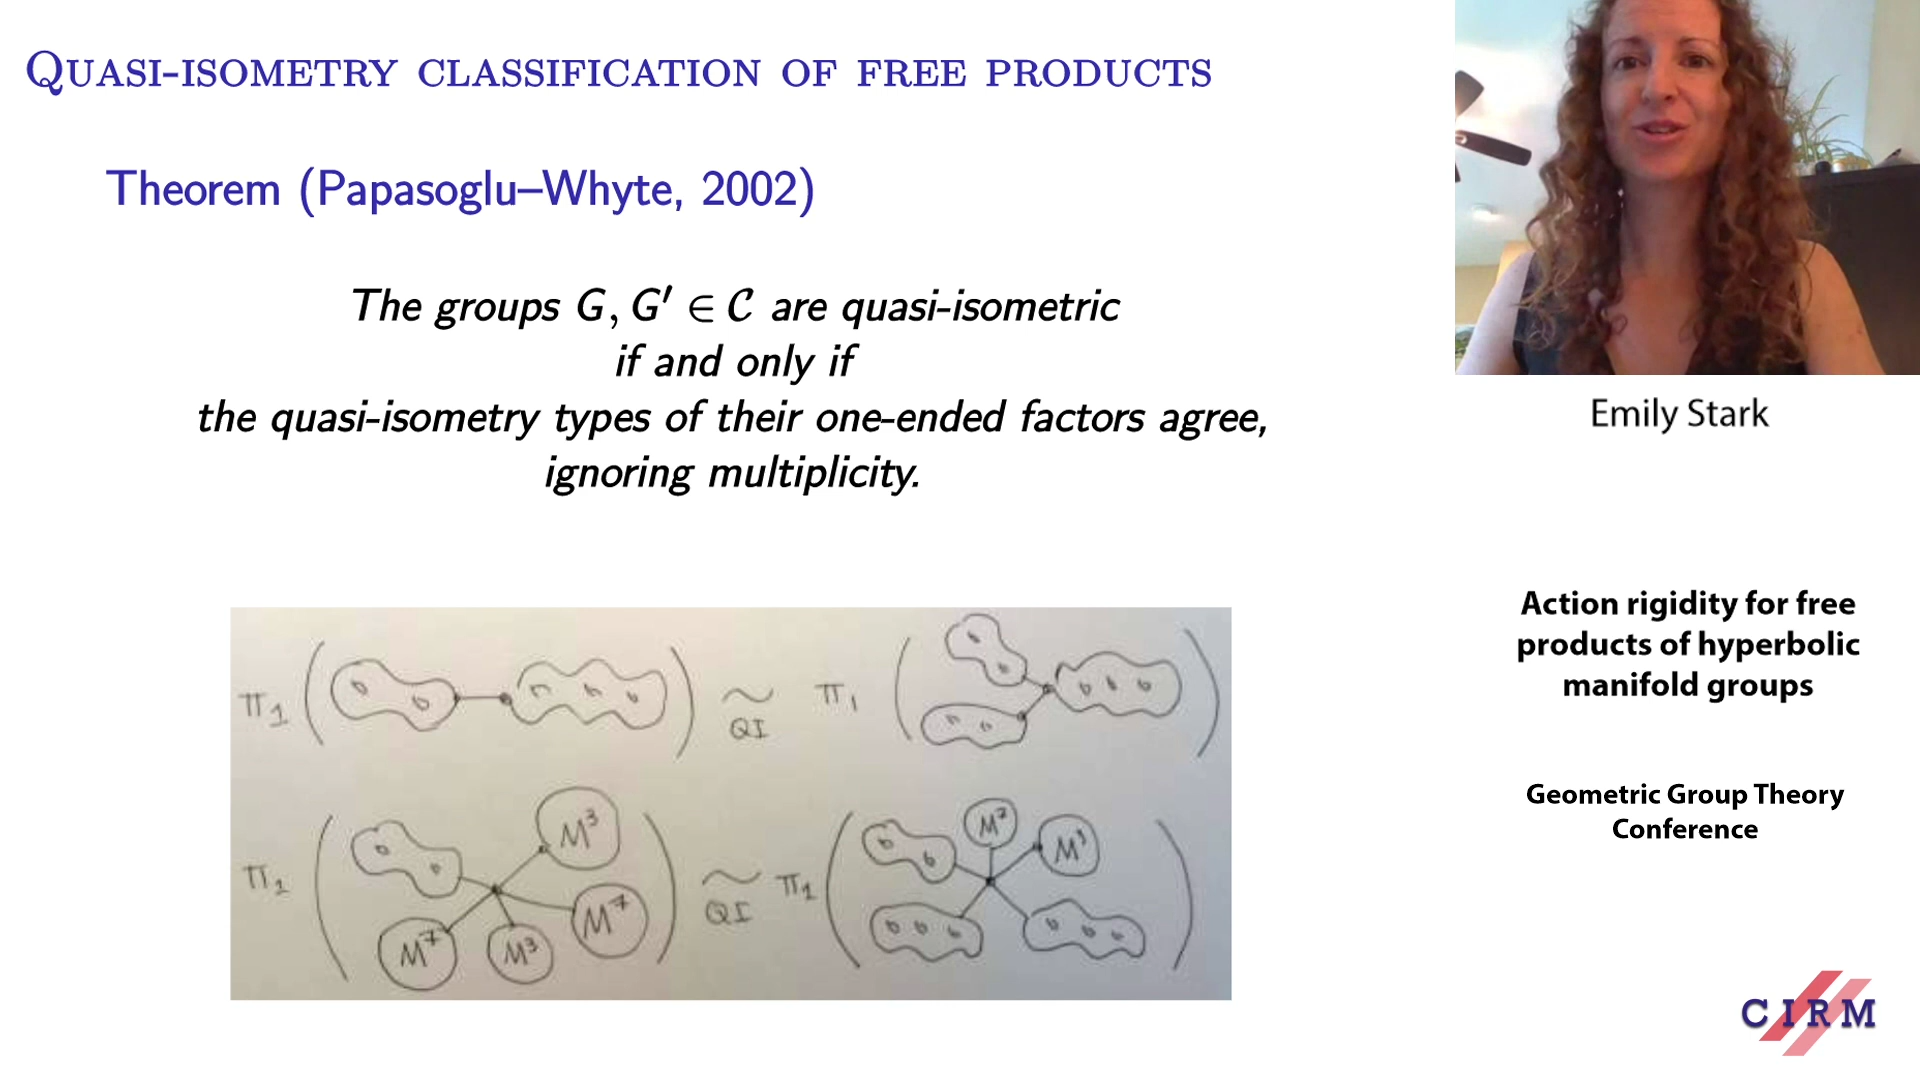 QUASI-ISOMETRY CLASSIFICATION OF FREE PRODUCTS
Theorem (Papasoglu–Whyte, 2002)
The groups G, G′ ∈ C are quasi-isometric
if and only if
the quasi-isometry types of their one-ended factors agree,
ignoring multiplicity.
π₁ ( ) ~ QI π₁ ( )
π₁ ( M³ M⁷ M³ M⁷ ) ~ QI π₁ ( )
Emily Stark
Action rigidity for free
products of hyperbolic
manifold groups
Geometric Group Theory
Conference
CIRM